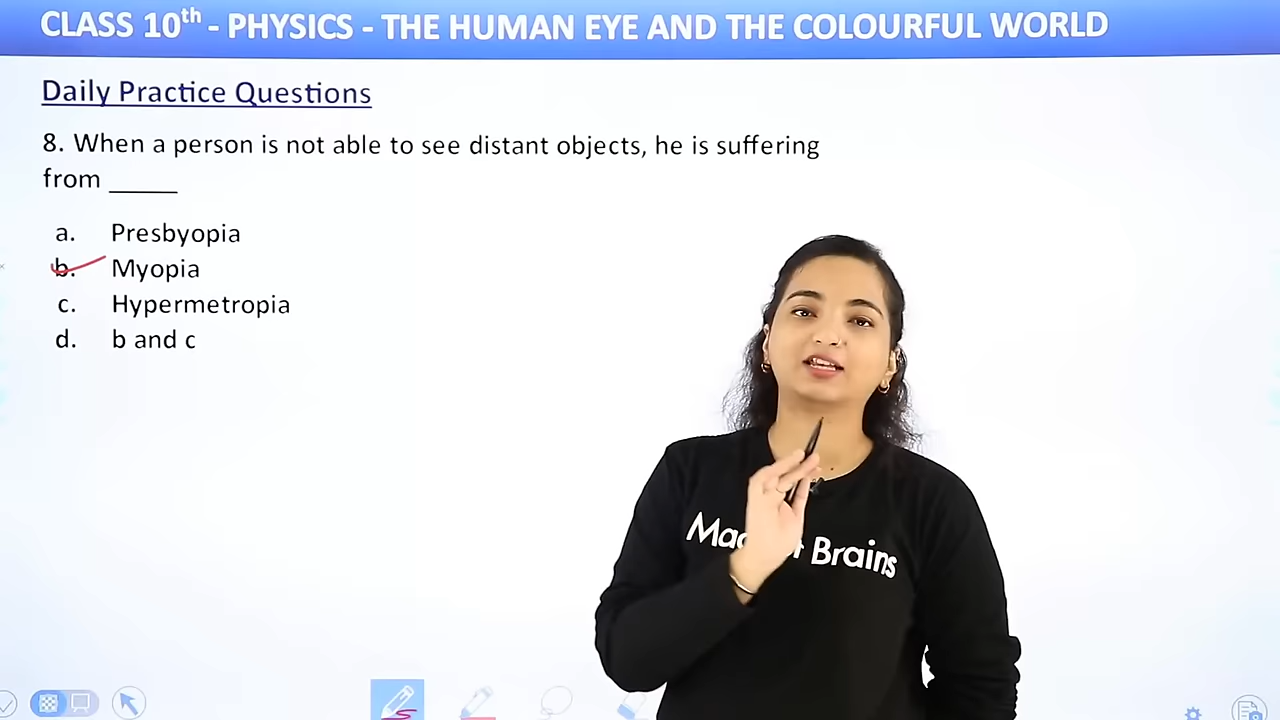 CLASS 10th - PHYSICS - THE HUMAN EYE AND THE COLOURFUL WORLD
Daily Practice Questions
8. When a person is not able to see distant objects, he is suffering
from _____
a. Presbyopia
b. Myopia
c. Hypermetropia
d. b and c
Brains